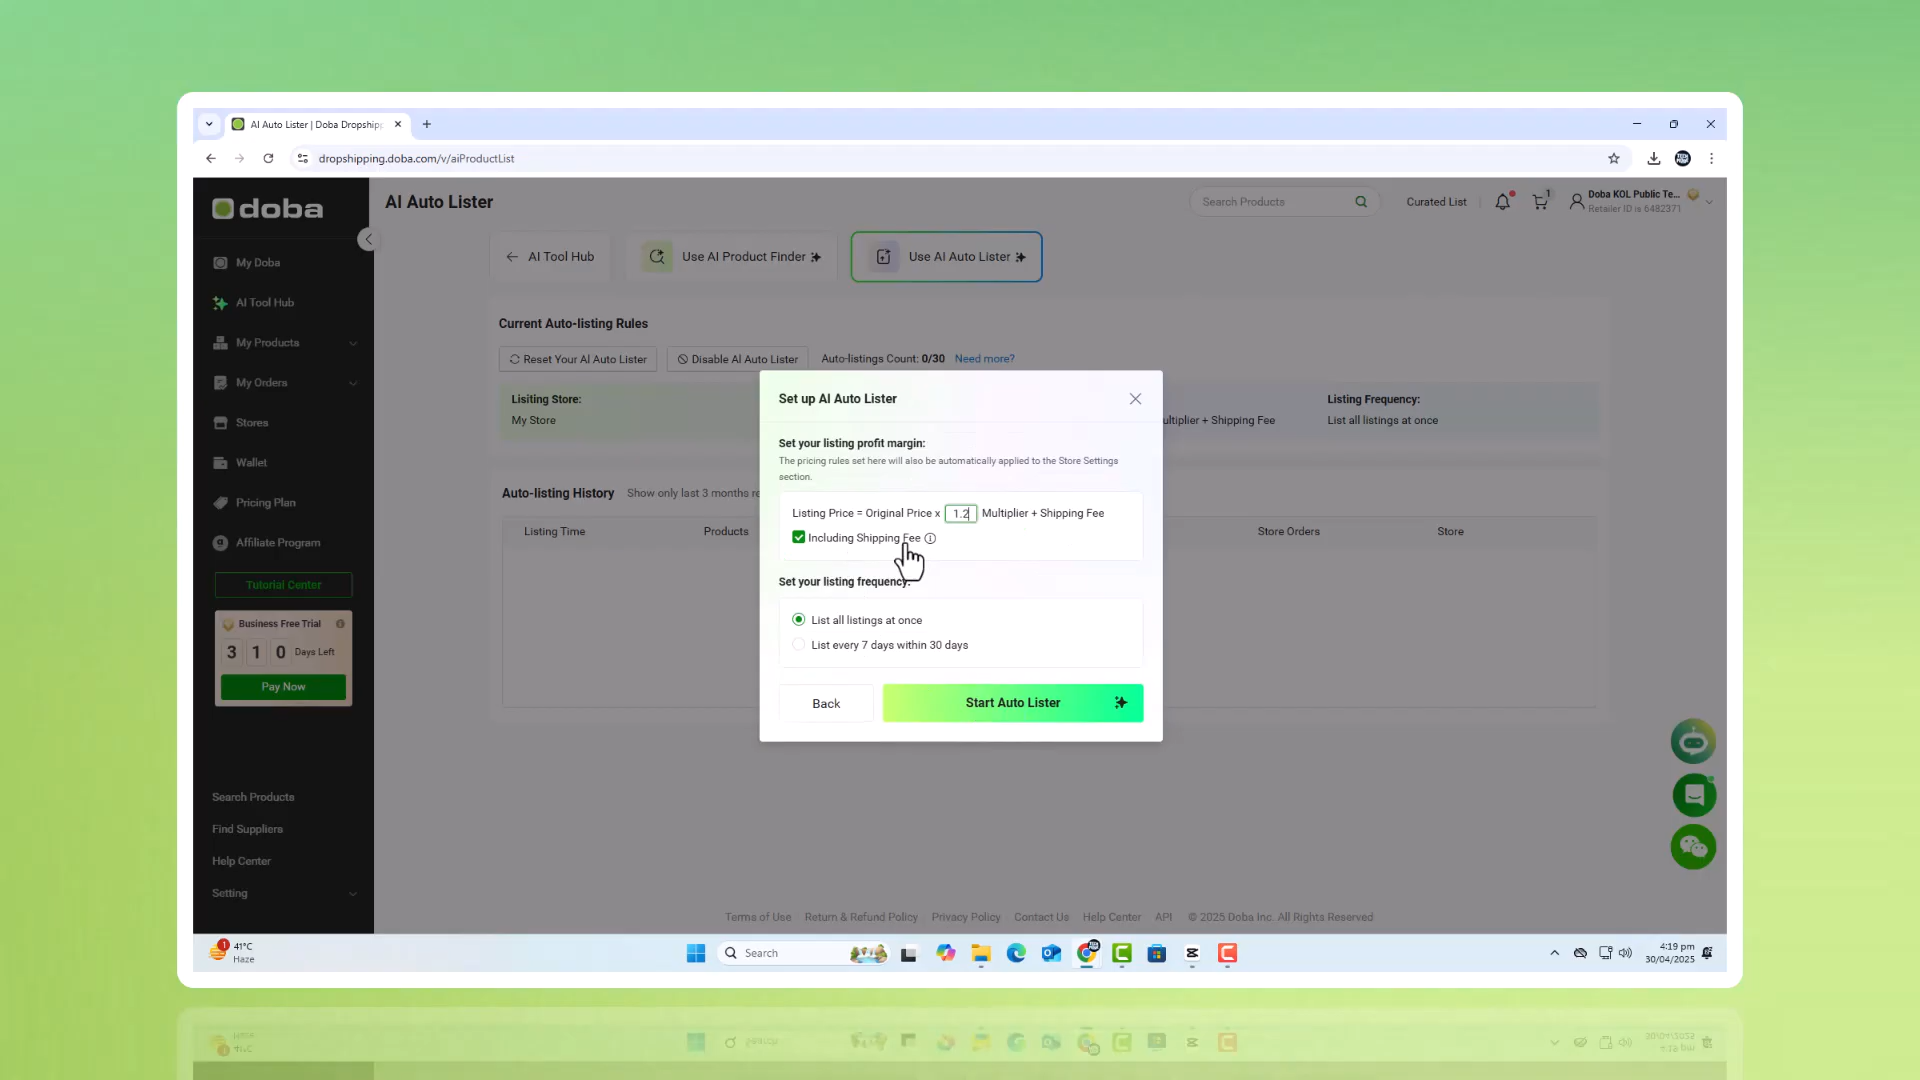 AI Auto Lister | Doba Dropshipp
dropshipping.doba.com/v/aiProductList
doba
AI Auto Lister
Search Products
Curated List
1
Doba KOL Public Te...
Retailer ID is 6482371
My Doba
AI Tool Hub
My Products
My Orders
Stores
Wallet
Pricing Plan
Affiliate Program
Tutorial Center
Business Free Trial
3 1 0 Days Left
Pay Now
Search Products
Find Suppliers
Help Center
Setting
AI Tool Hub
Use AI Product Finder
Use AI Auto Lister
Current Auto-listing Rules
Reset Your AI Auto Lister
Disable AI Auto Lister
Auto-listings Count: 0/30 Need more?
Lisiting Store:
My Store
ultiplier + Shipping Fee
Listing Frequency:
List all listings at once
Auto-listing History Show only last 3 months re
Listing Time
Products
Store Orders
Store
Set up AI Auto Lister
Set your listing profit margin:
The pricing rules set here will also be automatically applied to the Store Settings
section.
Listing Price = Original Price x 1.2 Multiplier + Shipping Fee
Including Shipping Fee
Set your listing frequency:
List all listings at once
List every 7 days within 30 days
Back
Start Auto Lister
Terms of Use Return & Refund Policy Privacy Policy Contact Us Help Center API © 2025 Doba Inc. All Rights Reserved
1
41°C
Haze
Search
4:19 pm
30/04/2025